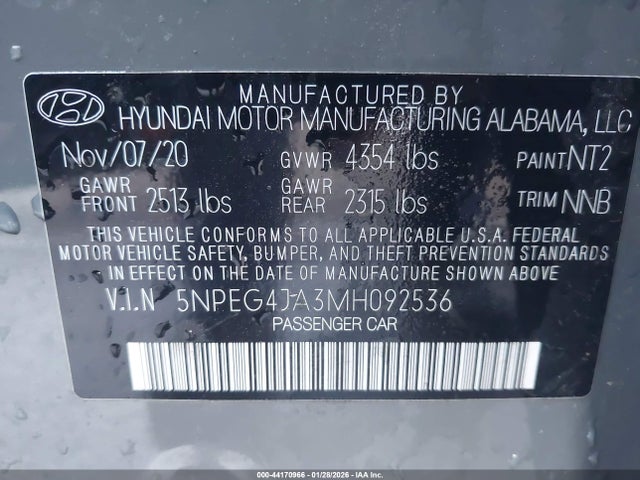 MANUFACTURED BY
HYUNDAI MOTOR MANUFACTURING ALABAMA, LLC
Nov/07/20 GVWR 4354 lbs PAINT NT2
GAWR FRONT 2513 lbs GAWR REAR 2315 lbs TRIM NNB
THIS VEHICLE CONFORMS TO ALL APPLICABLE U.S.A. FEDERAL
MOTOR VEHICLE SAFETY, BUMPER, AND THEFT PREVENTION
STANDARDS IN EFFECT ON THE DATE OF MANUFACTURE SHOWN ABOVE
V.I.N 5NPEG4JA3MH092536
PASSENGER CAR
000-44170966 - 01/28/2026 - IAA Inc.